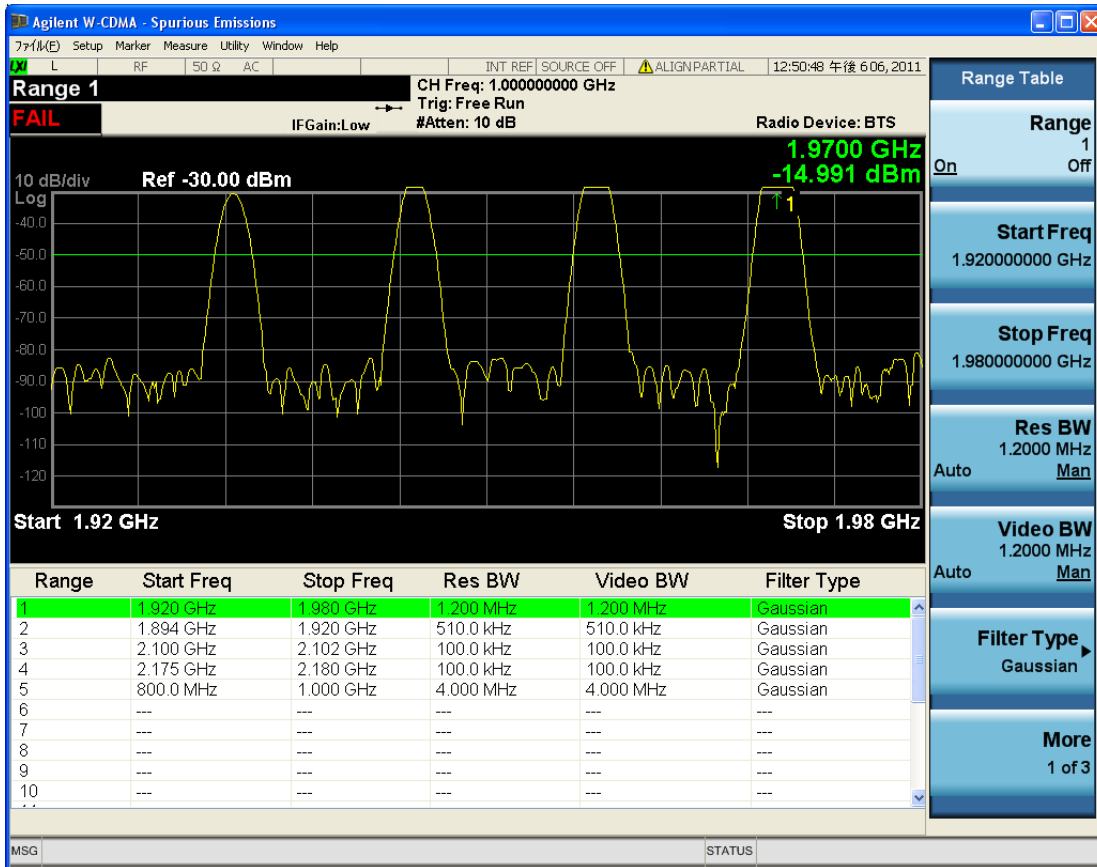 Agilent W-CDMA - Spurious Emissions
ファイル(F) Setup Marker Measure Utility Window Help
LXI L RF 50 Ω AC INT REF SOURCE OFF ALIGN PARTIAL 12:50:48 午後 6 06, 2011
Range 1
FAIL
IFGain:Low
CH Freq: 1.000000000 GHz
Trig: Free Run
#Atten: 10 dB
Radio Device: BTS
1.9700 GHz
-14.991 dBm
10 dB/div Ref -30.00 dBm
Log
1
-40.0
-50.0
-60.0
-70.0
-80.0
-90.0
-100
-110
-120
Start 1.92 GHz Stop 1.98 GHz
Range Start Freq Stop Freq Res BW Video BW Filter Type
1 1.920 GHz 1.980 GHz 1.200 MHz 1.200 MHz Gaussian
2 1.894 GHz 1.920 GHz 510.0 kHz 510.0 kHz Gaussian
3 2.100 GHz 2.102 GHz 100.0 kHz 100.0 kHz Gaussian
4 2.175 GHz 2.180 GHz 100.0 kHz 100.0 kHz Gaussian
5 800.0 MHz 1.000 GHz 4.000 MHz 4.000 MHz Gaussian
6 --- --- --- --- ---
7 --- --- --- --- ---
8 --- --- --- --- ---
9 --- --- --- --- ---
10 --- --- --- --- ---
MSG STATUS
Range Table
Range
1
On Off
Start Freq
1.920000000 GHz
Stop Freq
1.980000000 GHz
Res BW
1.2000 MHz
Auto Man
Video BW
1.2000 MHz
Auto Man
Filter Type
Gaussian
More
1 of 3